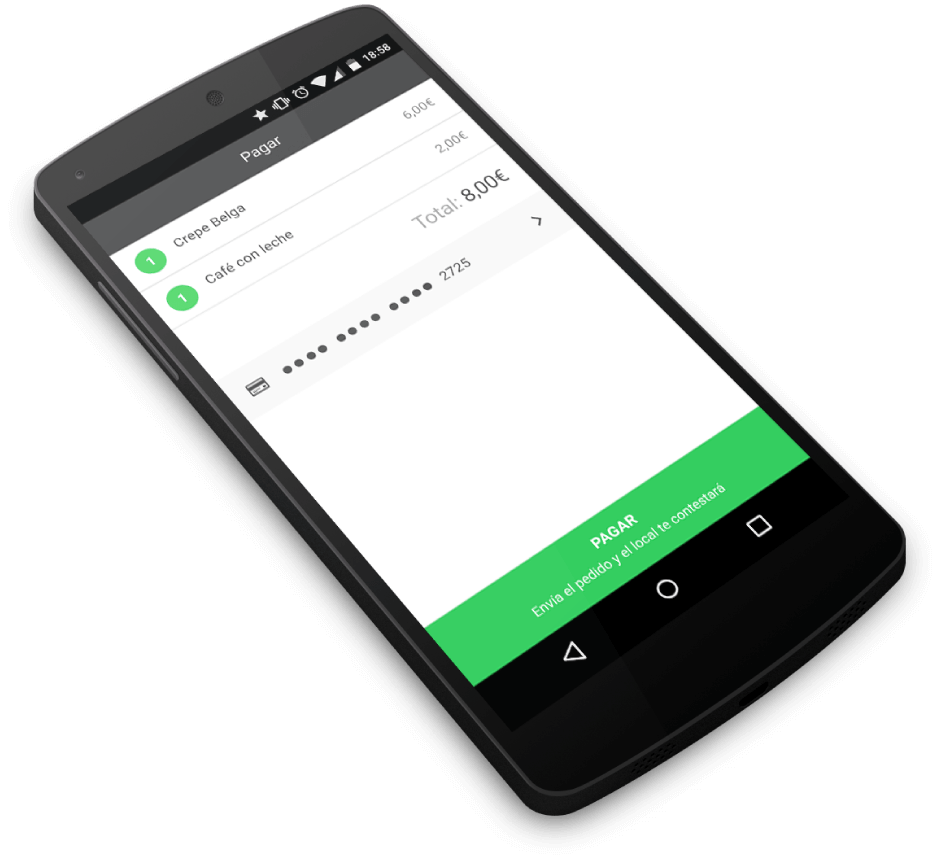 18:58
Pagar
1 Crepe Belga 6,00€
1 Café con leche 2,00€
Total: 8,00€
•••• •••• •••• 2725
PAGAR
Envía el pedido y el local te contestará